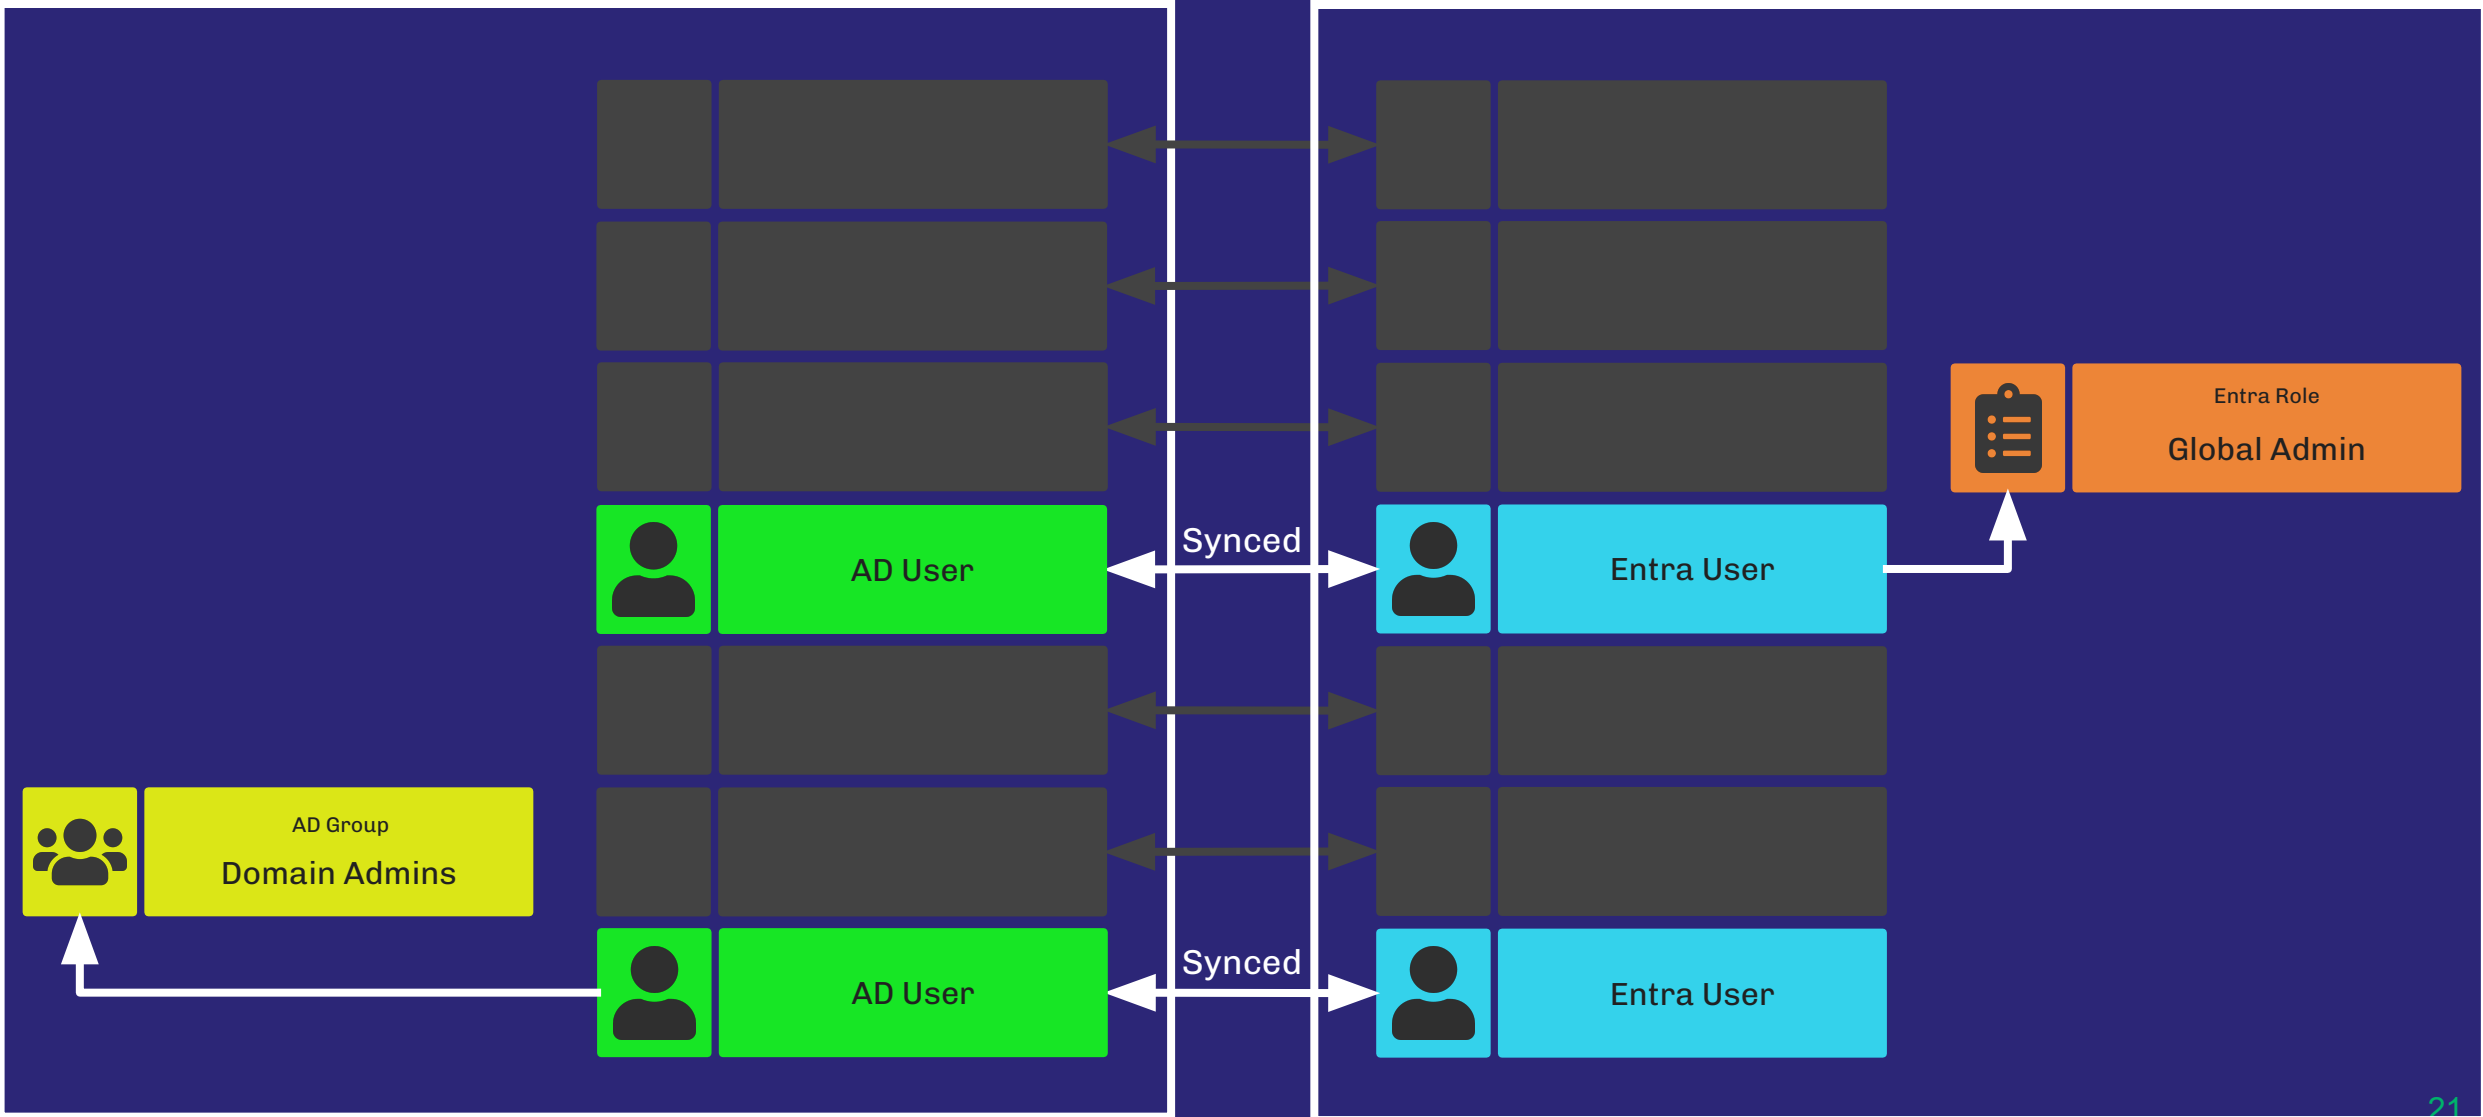 Entra Role
Global Admin
Synced
AD User
Entra User
AD Group
Domain Admins
Synced
AD User
Entra User
21